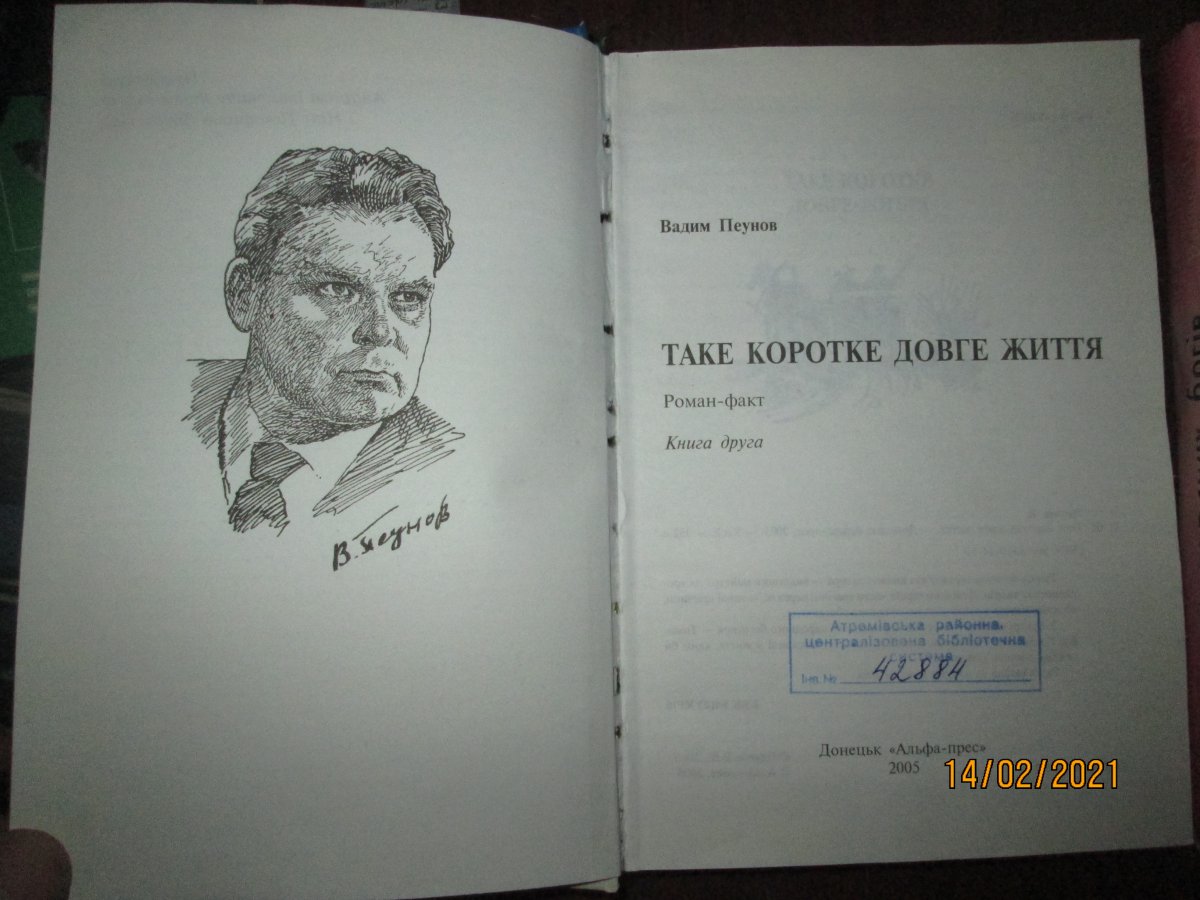 В. Пеунов
Вадим Пеунов
ТАКЕ КОРОТКЕ ДОВГЕ ЖИТТЯ
Роман-факт
Книга друга
Атромівська районна
централізована бібліотечна
система
Інв.№ 42884
Донецьк «Альфа-прес»
2005
14/02/2021